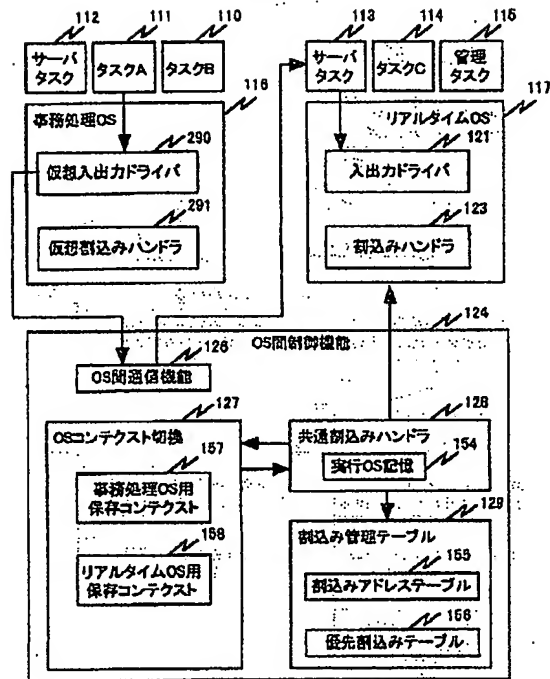 112
111
110
113
114
115
サーバ
タスク
タスクA
タスクB
サーバ
タスク
タスクC
管理
タスク
116
117
事務処理OS
リアルタイムOS
290
仮想入出力ドライバ
121
入出力ドライバ
291
仮想割込みハンドラ
123
割込みハンドラ
124
OS間制御機能
126
OS間通信機能
127
OSコンテクスト切換
128
共通割込みハンドラ
154
実行OS記憶
157
事務処理OS用
保存コンテクスト
158
リアルタイムOS用
保存コンテクスト
129
割込み管理テーブル
155
割込みアドレステーブル
156
優先割込みテーブル